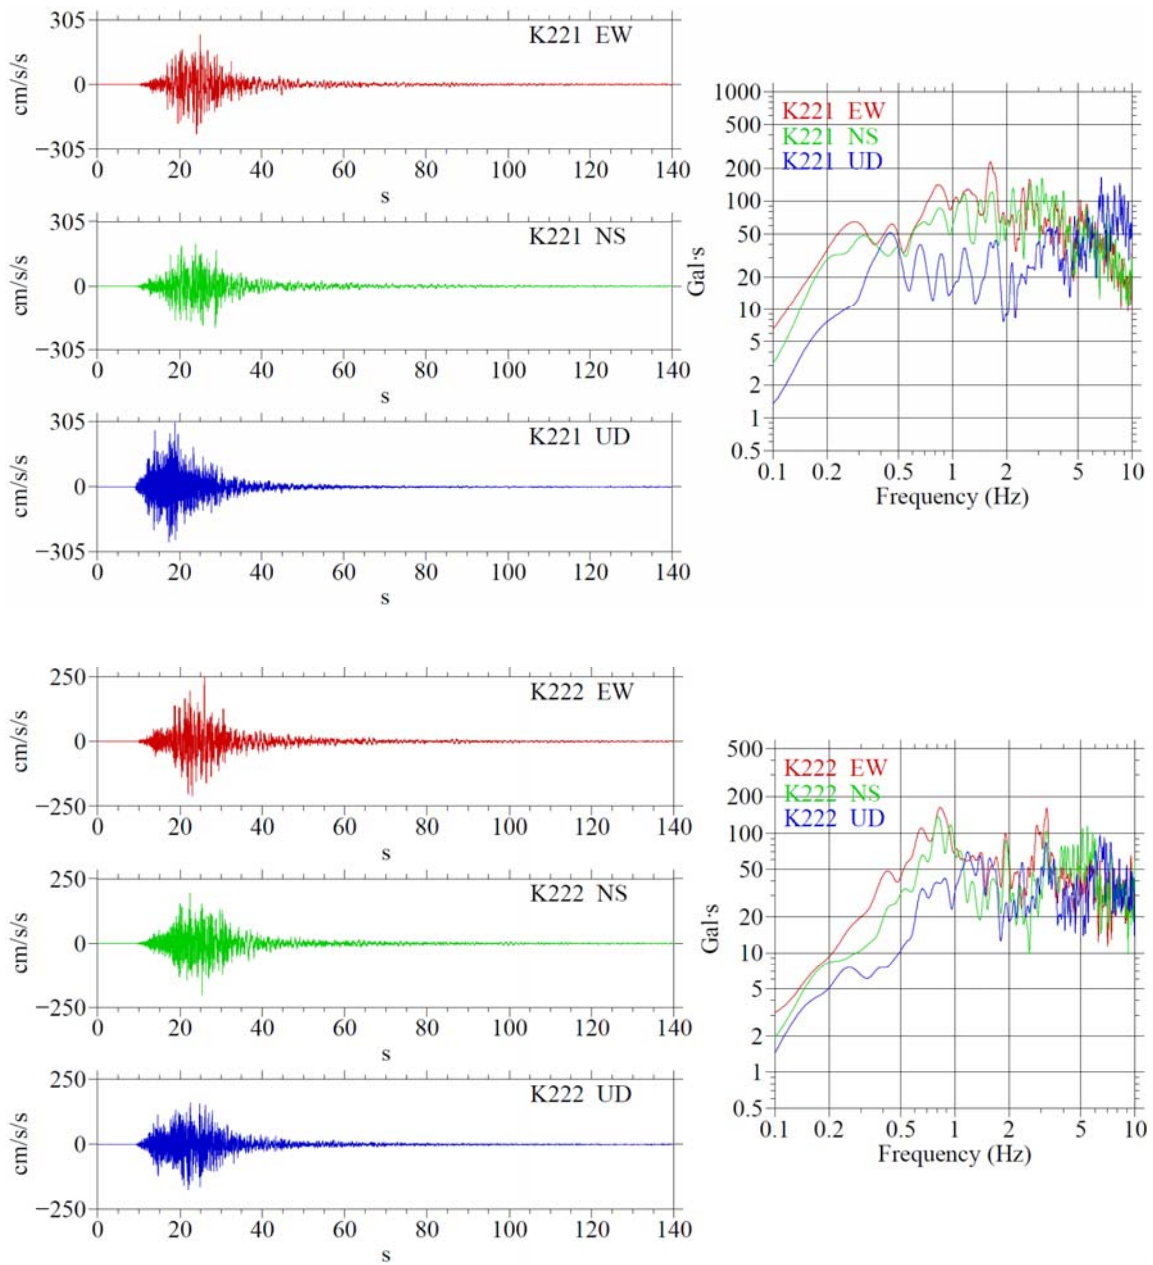 305
K221 EW
cm/s/s
0
−305
0 20 40 60 80 100 120 140
s
305
K221 NS
cm/s/s
0
−305
0 20 40 60 80 100 120 140
s
305
K221 UD
cm/s/s
0
−305
0 20 40 60 80 100 120 140
s
1000
K221 EW
500
K221 NS
K221 UD
200
100
50
Gal·s
20
10
5
2
1
0.5
0.1 0.2 0.5 1 2 5 10
Frequency (Hz)
250
K222 EW
cm/s/s
0
−250
0 20 40 60 80 100 120 140
s
250
K222 NS
cm/s/s
0
−250
0 20 40 60 80 100 120 140
s
250
K222 UD
cm/s/s
0
−250
0 20 40 60 80 100 120 140
s
500
K222 EW
200
K222 NS
K222 UD
100
50
Gal·s
20
10
5
2
1
0.5
0.1 0.2 0.5 1 2 5 10
Frequency (Hz)